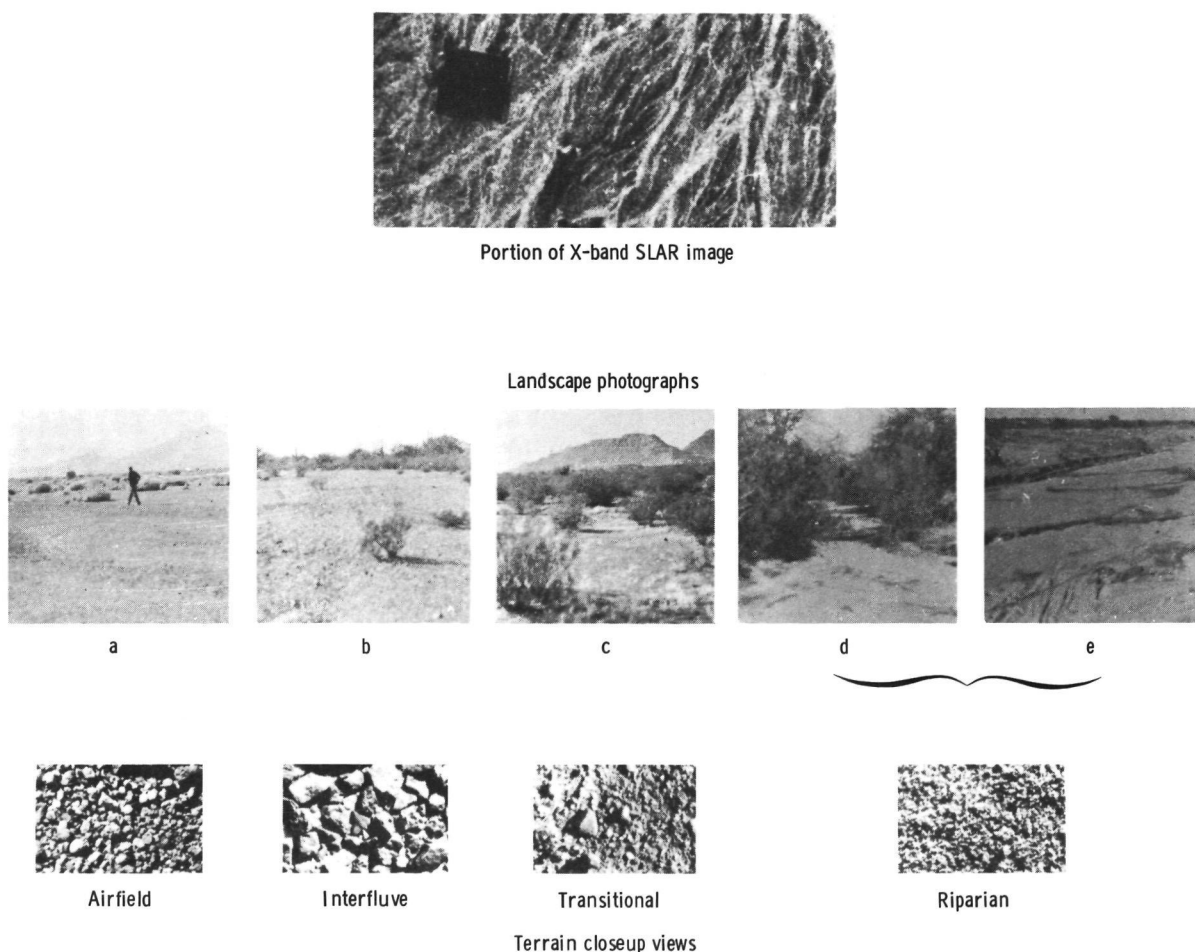 Portion of X-band SLAR image
Landscape photographs
a b c d e
Airfield Interfluve Transitional Riparian
Terrain closeup views